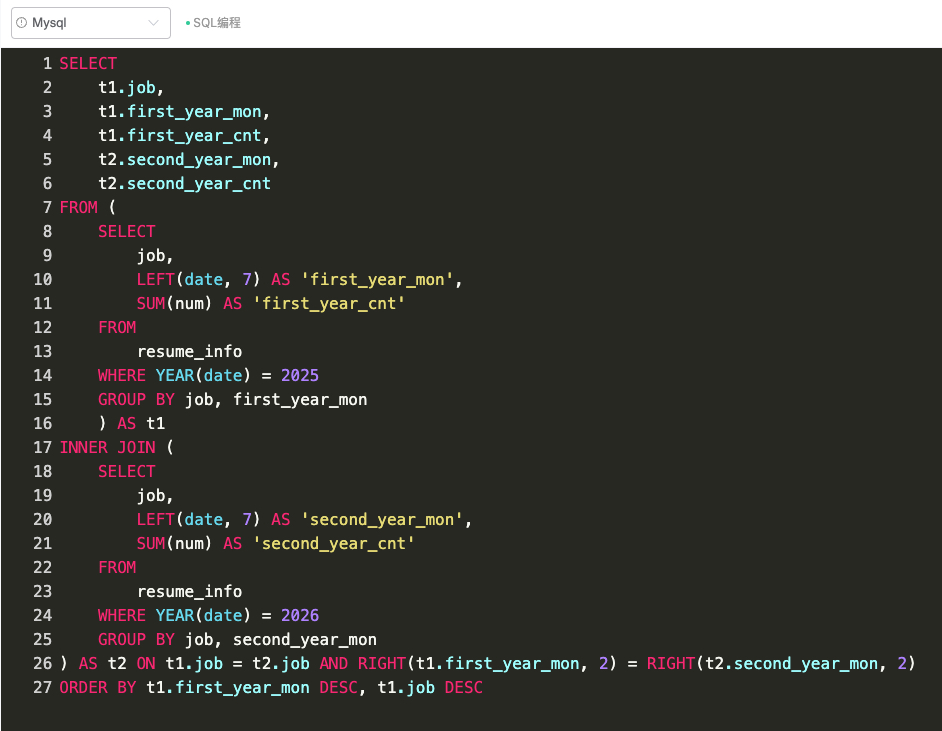 Mysql
SQL编程
1 SELECT
2     t1.job,
3     t1.first_year_mon,
4     t1.first_year_cnt,
5     t2.second_year_mon,
6     t2.second_year_cnt
7 FROM (
8     SELECT
9         job,
10         LEFT(date, 7) AS 'first_year_mon',
11         SUM(num) AS 'first_year_cnt'
12     FROM
13         resume_info
14     WHERE YEAR(date) = 2025
15     GROUP BY job, first_year_mon
16     ) AS t1
17 INNER JOIN (
18     SELECT
19         job,
20         LEFT(date, 7) AS 'second_year_mon',
21         SUM(num) AS 'second_year_cnt'
22     FROM
23         resume_info
24     WHERE YEAR(date) = 2026
25     GROUP BY job, second_year_mon
26 ) AS t2 ON t1.job = t2.job AND RIGHT(t1.first_year_mon, 2) = RIGHT(t2.second_year_mon, 2)
27 ORDER BY t1.first_year_mon DESC, t1.job DESC